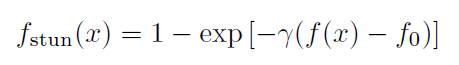 f_stun(x) = 1 − exp [−γ(f(x) − f_0)]